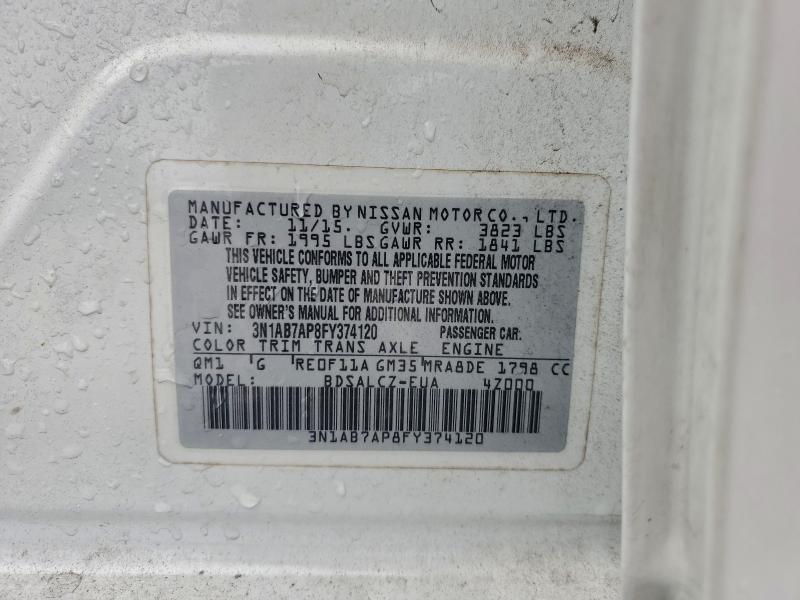 MANUFACTURED BY NISSAN MOTOR CO., LTD.
DATE: 11/15. GVWR: 3823 LBS
GAWR FR: 1995 LBS GAWR RR: 1841 LBS
THIS VEHICLE CONFORMS TO ALL APPLICABLE FEDERAL MOTOR
VEHICLE SAFETY, BUMPER AND THEFT PREVENTION STANDARDS
IN EFFECT ON THE DATE OF MANUFACTURE SHOWN ABOVE.
SEE OWNER'S MANUAL FOR ADDITIONAL INFORMATION.
VIN: 3N1AB7AP8FY374120 PASSENGER CAR.
COLOR TRIM TRANS AXLE ENGINE
QM1 G RE0F11A GM35 MRA8DE 1798 CC
MODEL: BDSALCZ-EUA 4Z000
3N1AB7AP8FY374120